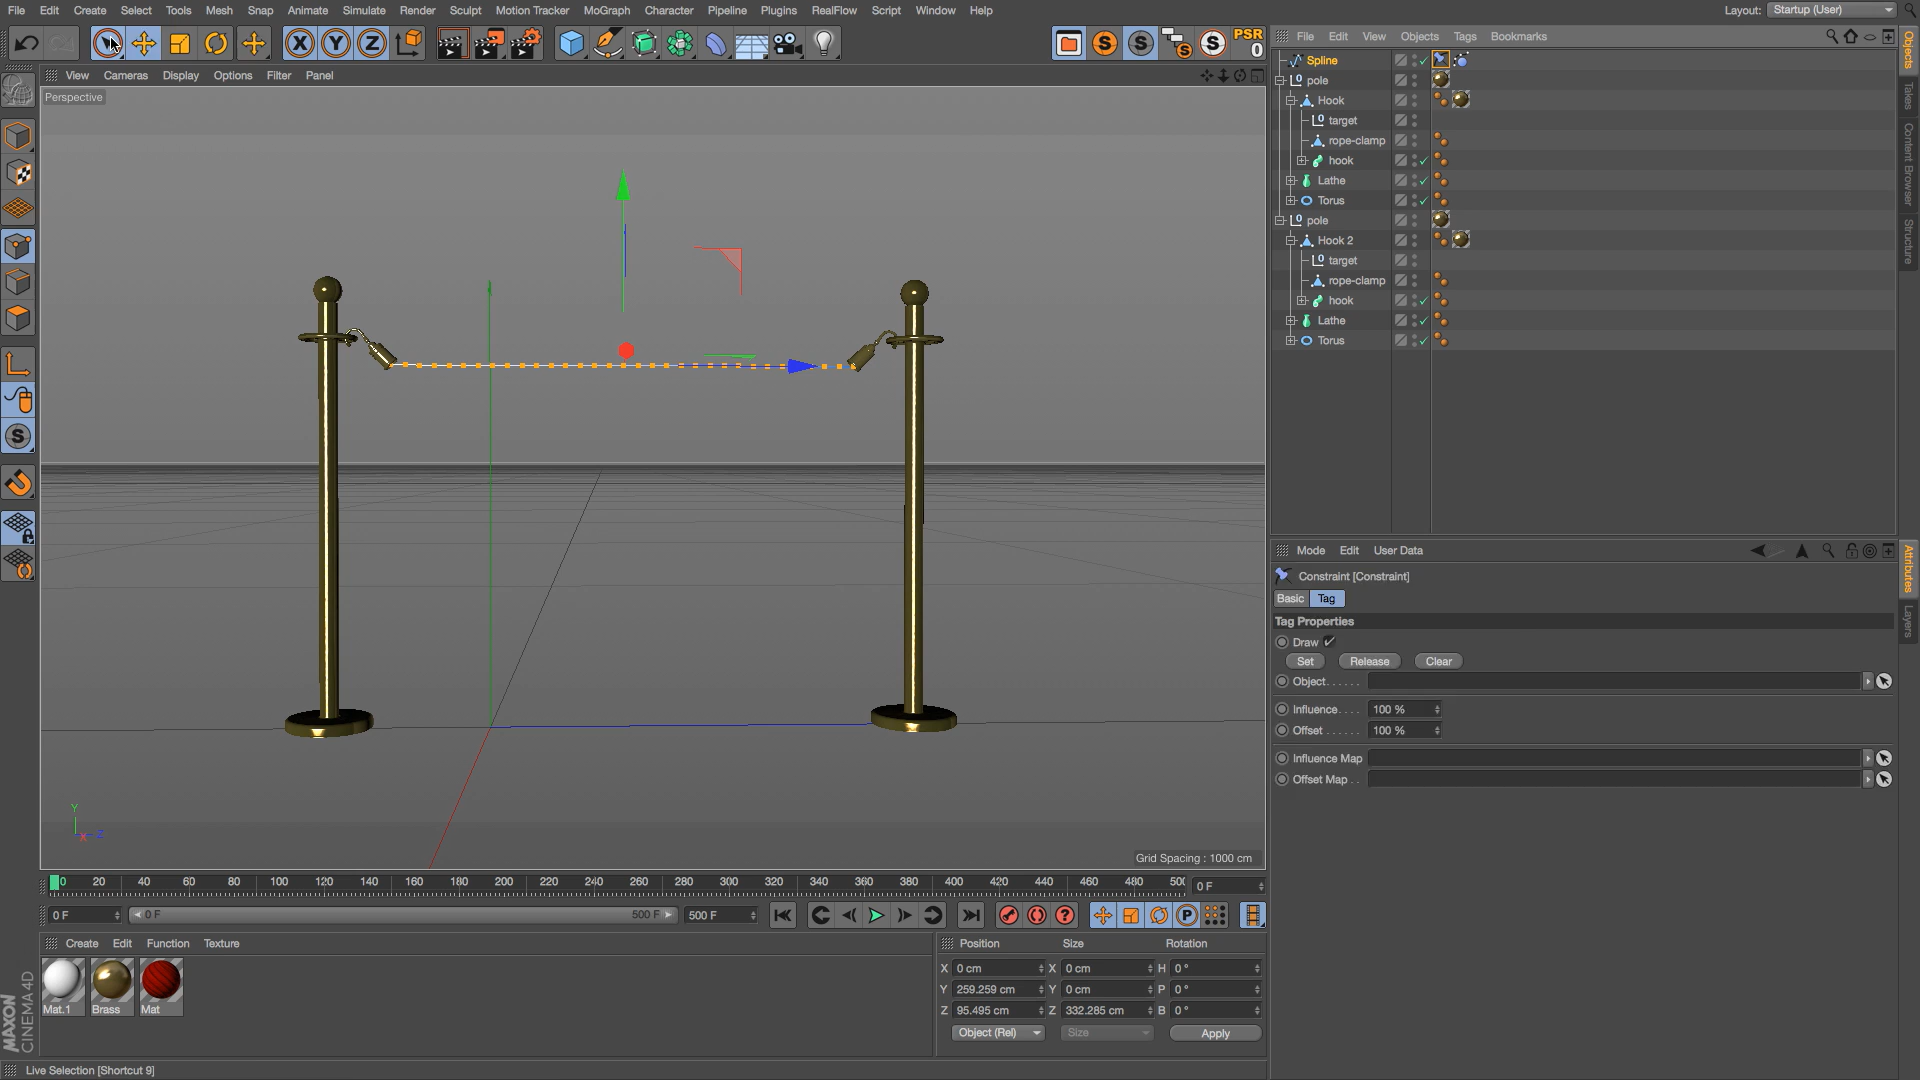 File Edit Create Select Tools Mesh Snap Animate Simulate Render Sculpt Motion Tracker MoGraph Character Pipeline Plugins RealFlow Script Window Help
Layout: Startup (User)
PSR
0
View Cameras Display Options Filter Panel
Perspective
File Edit View Objects Tags Bookmarks
Spline
pole
Hook
target
rope-clamp
hook
Lathe
Torus
pole
Hook 2
target
rope-clamp
hook
Lathe
Torus
Objects
Takes
Content Browser
Structure
Mode Edit User Data
Constraint [Constraint]
Basic Tag
Tag Properties
Draw
Set Release Clear
Object
Influence 100 %
Offset 100 %
Influence Map
Offset Map
Attributes
Layers
Y
X Z
Grid Spacing : 1000 cm
0 20 40 60 80 100 120 140 160 180 200 220 240 260 280 300 320 340 360 380 400 420 440 460 480 500
0 F
0 F 0 F 500 F 500 F
Create Edit Function Texture
Mat.1 Brass Mat
Position Size Rotation
X 0 cm X 0 cm H 0 °
Y 259.259 cm Y 0 cm P 0 °
Z 95.495 cm Z 332.285 cm B 0 °
Object (Rel) Size Apply
MAXON
CINEMA 4D
Live Selection [Shortcut 9]